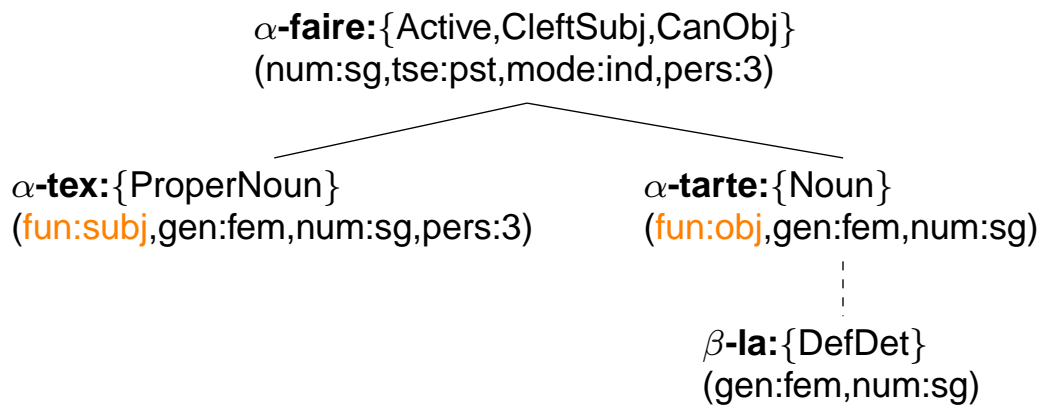 α-faire:{Active,CleftSubj,CanObj}
(num:sg,tse:pst,mode:ind,pers:3)
α-tex:{ProperNoun}
(fun:subj,gen:fem,num:sg,pers:3)
α-tarte:{Noun}
(fun:obj,gen:fem,num:sg)
β-la:{DefDet}
(gen:fem,num:sg)